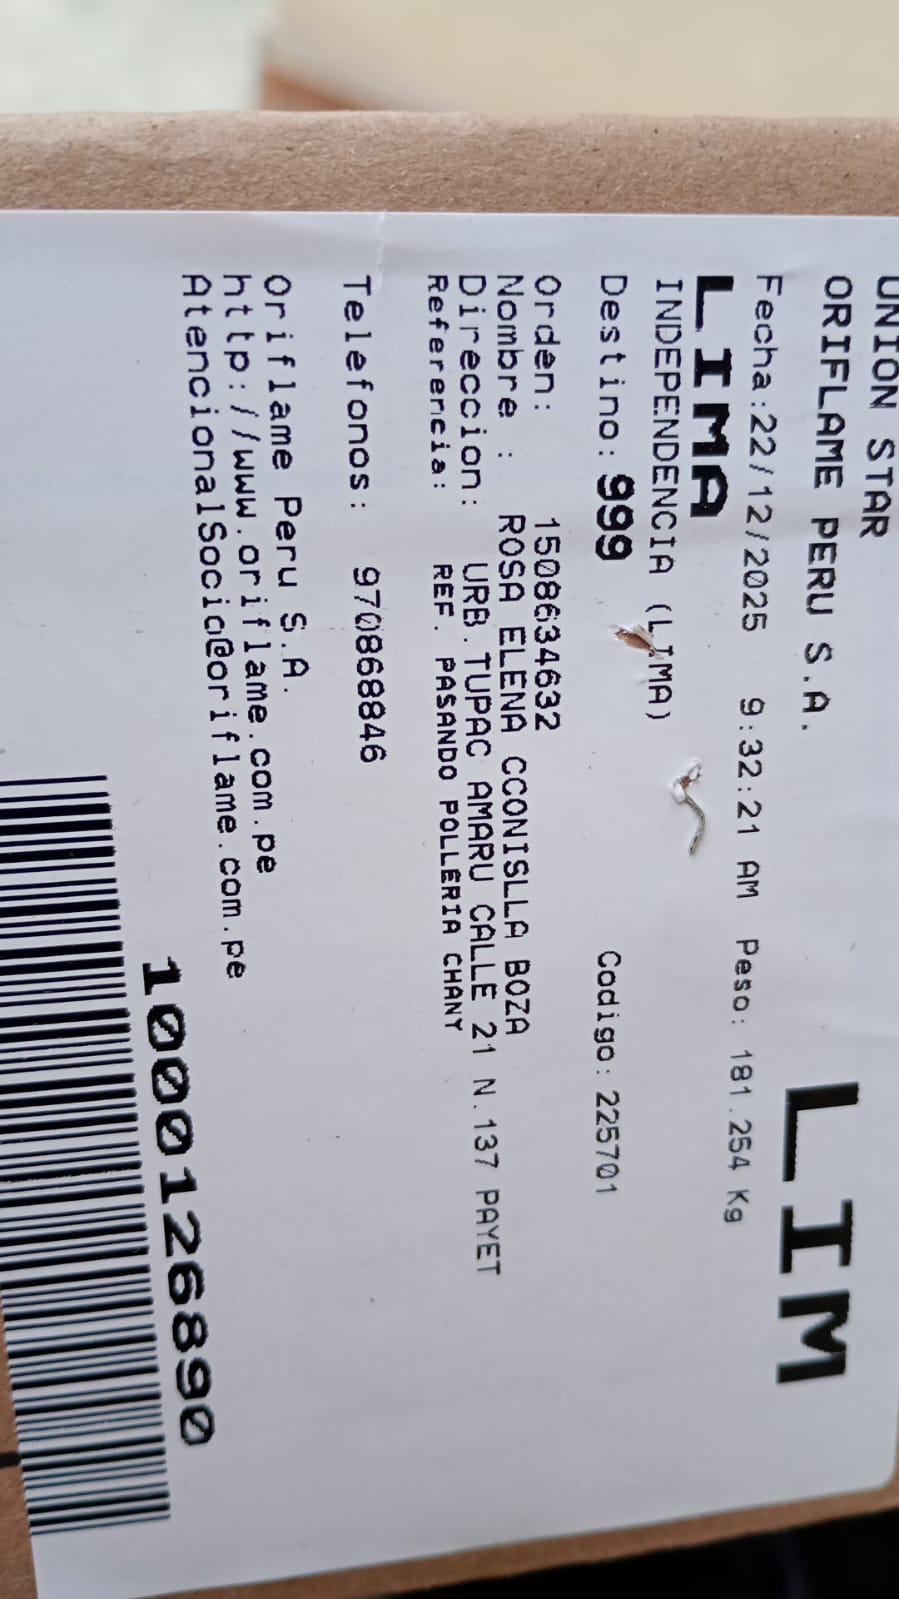 UNION STAR
ORIFLAME PERU S.A.
LIM
Fecha:22/12/2025 9:32:21 AM Peso: 181.254 Kg
LIMA
INDEPENDENCIA (LIMA)
Destino: 999 Codigo: 225701
Orden: 1508634632
Nombre : ROSA ELENA CCONISLLA BOZA
Direccion: URB.TUPAC AMARU CALLE 21 N.137 PAYET
Referencia: REF. PASANDO POLLERIA CHANY
Telefonos: 970868846
Oriflame Peru S.A.
http://www.oriflame.com.pe
AtencionalSocio@oriflame.com.pe
1000126890